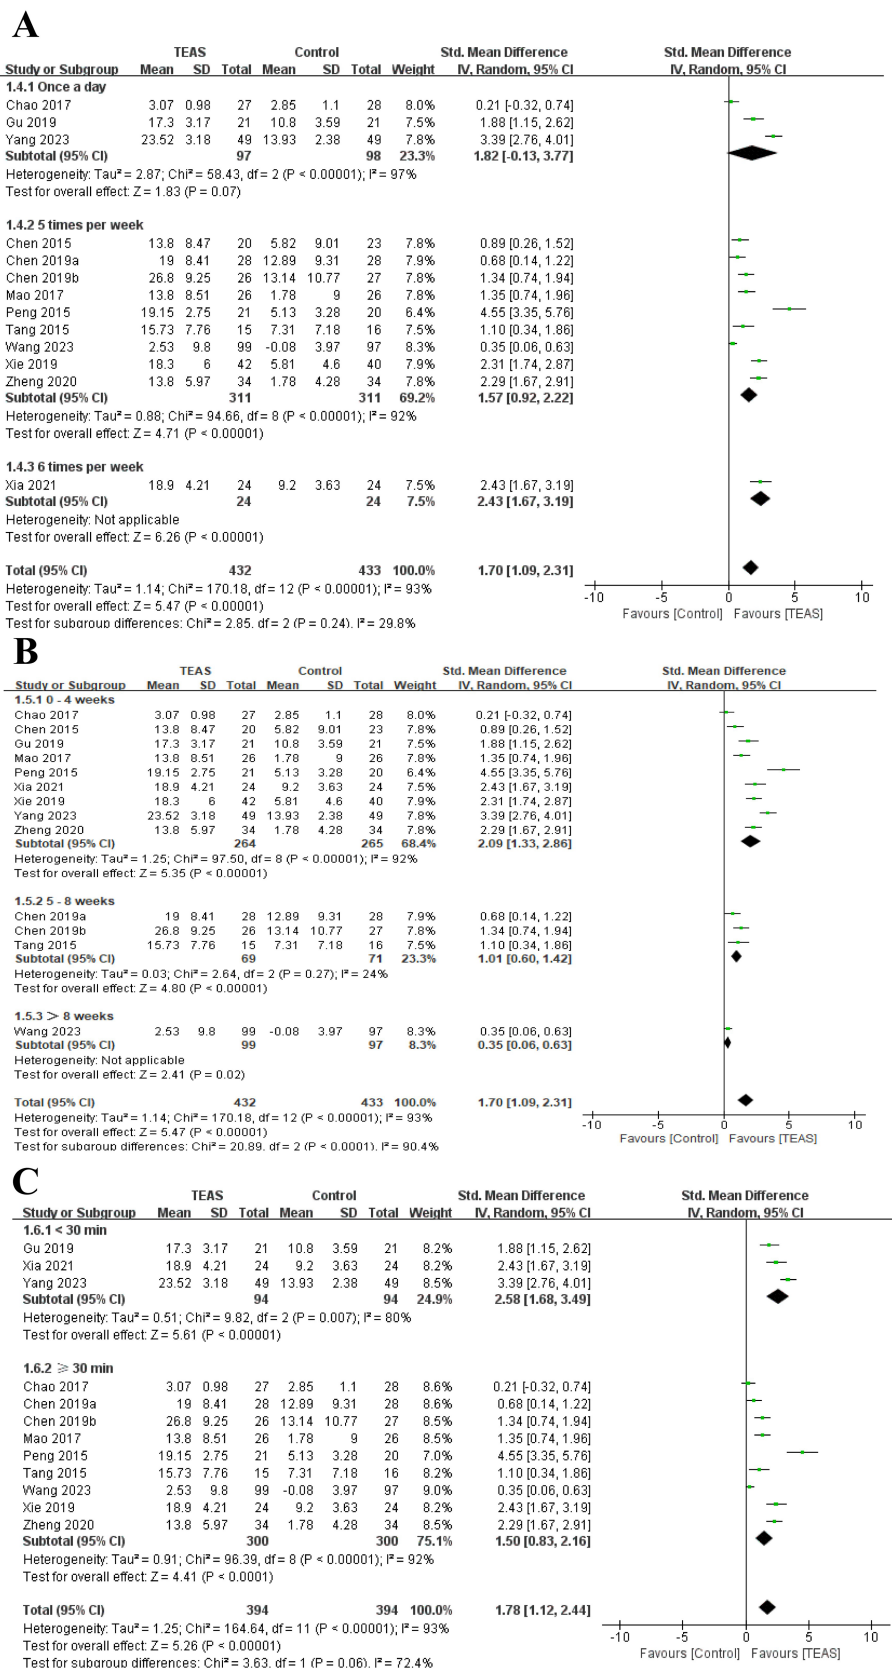 A
TEAS Control Std. Mean Difference Std. Mean Difference
Study or Subgroup Mean SD Total Mean SD Total Weight IV, Random, 95% CI IV, Random, 95% CI
1.4.1 Once a day
Chao 2017 3.07 0.98 27 2.85 1.1 28 8.0% 0.21 [-0.32, 0.74]
Gu 2019 17.3 3.17 21 10.8 3.59 21 7.5% 1.88 [1.15, 2.62]
Yang 2023 23.52 3.18 49 13.93 2.38 49 7.8% 3.39 [2.76, 4.01]
Subtotal (95% CI) 97 98 23.3% 1.82 [-0.13, 3.77]
Heterogeneity: Tau² = 2.87; Chi² = 58.43, df = 2 (P < 0.00001); I² = 97%
Test for overall effect: Z = 1.83 (P = 0.07)
1.4.2 5 times per week
Chen 2015 13.8 8.47 20 5.82 9.01 23 7.8% 0.89 [0.26, 1.52]
Chen 2019a 19 8.41 28 12.89 9.31 28 7.9% 0.68 [0.14, 1.22]
Chen 2019b 26.8 9.25 26 13.14 10.77 27 7.8% 1.34 [0.74, 1.94]
Mao 2017 13.8 8.51 26 1.78 9 26 7.8% 1.35 [0.74, 1.96]
Peng 2015 19.15 2.75 21 5.13 3.28 20 6.4% 4.55 [3.35, 5.76]
Tang 2015 15.73 7.76 15 7.31 7.18 16 7.5% 1.10 [0.34, 1.86]
Wang 2023 2.53 9.8 99 -0.08 3.97 97 8.3% 0.35 [0.06, 0.63]
Xie 2019 18.3 6 42 5.81 4.6 40 7.9% 2.31 [1.74, 2.87]
Zheng 2020 13.8 5.97 34 1.78 4.28 34 7.8% 2.29 [1.67, 2.91]
Subtotal (95% CI) 311 311 69.2% 1.57 [0.92, 2.22]
Heterogeneity: Tau² = 0.88; Chi² = 94.66, df = 8 (P < 0.00001); I² = 92%
Test for overall effect: Z = 4.71 (P < 0.00001)
1.4.3 6 times per week
Xia 2021 18.9 4.21 24 9.2 3.63 24 7.5% 2.43 [1.67, 3.19]
Subtotal (95% CI) 24 24 7.5% 2.43 [1.67, 3.19]
Heterogeneity: Not applicable
Test for overall effect: Z = 6.26 (P < 0.00001)
Total (95% CI) 432 433 100.0% 1.70 [1.09, 2.31]
Heterogeneity: Tau² = 1.14; Chi² = 170.18, df = 12 (P < 0.00001); I² = 93%
-10 -5 0 5 10
Test for overall effect: Z = 5.47 (P < 0.00001)
Favours [Control] Favours [TEAS]
Test for subgroup differences: Chi² = 2.85, df = 2 (P = 0.24), I² = 29.8%
B
TEAS Control Std. Mean Difference Std. Mean Difference
Study or Subgroup Mean SD Total Mean SD Total Weight IV, Random, 95% CI IV, Random, 95% CI
1.5.1 0 - 4 weeks
Chao 2017 3.07 0.98 27 2.85 1.1 28 8.0% 0.21 [-0.32, 0.74]
Chen 2015 13.8 8.47 20 5.82 9.01 23 7.8% 0.89 [0.26, 1.52]
Gu 2019 17.3 3.17 21 10.8 3.59 21 7.5% 1.88 [1.15, 2.62]
Mao 2017 13.8 8.51 26 1.78 9 26 7.8% 1.35 [0.74, 1.96]
Peng 2015 19.15 2.75 21 5.13 3.28 20 6.4% 4.55 [3.35, 5.76]
Xia 2021 18.9 4.21 24 9.2 3.63 24 7.5% 2.43 [1.67, 3.19]
Xie 2019 18.3 6 42 5.81 4.6 40 7.9% 2.31 [1.74, 2.87]
Yang 2023 23.52 3.18 49 13.93 2.38 49 7.8% 3.39 [2.76, 4.01]
Zheng 2020 13.8 5.97 34 1.78 4.28 34 7.8% 2.29 [1.67, 2.91]
Subtotal (95% CI) 264 265 68.4% 2.09 [1.33, 2.86]
Heterogeneity: Tau² = 1.25; Chi² = 97.50, df = 8 (P < 0.00001); I² = 92%
Test for overall effect: Z = 5.35 (P < 0.00001)
1.5.2 5 - 8 weeks
Chen 2019a 19 8.41 28 12.89 9.31 28 7.9% 0.68 [0.14, 1.22]
Chen 2019b 26.8 9.25 26 13.14 10.77 27 7.8% 1.34 [0.74, 1.94]
Tang 2015 15.73 7.76 15 7.31 7.18 16 7.5% 1.10 [0.34, 1.86]
Subtotal (95% CI) 69 71 23.3% 1.01 [0.60, 1.42]
Heterogeneity: Tau² = 0.03; Chi² = 2.64, df = 2 (P = 0.27); I² = 24%
Test for overall effect: Z = 4.80 (P < 0.00001)
1.5.3 > 8 weeks
Wang 2023 2.53 9.8 99 -0.08 3.97 97 8.3% 0.35 [0.06, 0.63]
Subtotal (95% CI) 99 97 8.3% 0.35 [0.06, 0.63]
Heterogeneity: Not applicable
Test for overall effect: Z = 2.41 (P = 0.02)
Total (95% CI) 432 433 100.0% 1.70 [1.09, 2.31]
Heterogeneity: Tau² = 1.14; Chi² = 170.18, df = 12 (P < 0.00001); I² = 93%
-10 -5 0 5 10
Test for overall effect: Z = 5.47 (P < 0.00001)
Favours [Control] Favours [TEAS]
Test for subgroup differences: Chi² = 20.89, df = 2 (P < 0.0001), I² = 90.4%
C
TEAS Control Std. Mean Difference Std. Mean Difference
Study or Subgroup Mean SD Total Mean SD Total Weight IV, Random, 95% CI IV, Random, 95% CI
1.6.1 < 30 min
Gu 2019 17.3 3.17 21 10.8 3.59 21 8.2% 1.88 [1.15, 2.62]
Xia 2021 18.9 4.21 24 9.2 3.63 24 8.2% 2.43 [1.67, 3.19]
Yang 2023 23.52 3.18 49 13.93 2.38 49 8.5% 3.39 [2.76, 4.01]
Subtotal (95% CI) 94 94 24.9% 2.58 [1.68, 3.49]
Heterogeneity: Tau² = 0.51; Chi² = 9.82, df = 2 (P = 0.007); I² = 80%
Test for overall effect: Z = 5.61 (P < 0.00001)
1.6.2 ⩾ 30 min
Chao 2017 3.07 0.98 27 2.85 1.1 28 8.6% 0.21 [-0.32, 0.74]
Chen 2019a 19 8.41 28 12.89 9.31 28 8.6% 0.68 [0.14, 1.22]
Chen 2019b 26.8 9.25 26 13.14 10.77 27 8.5% 1.34 [0.74, 1.94]
Mao 2017 13.8 8.51 26 1.78 9 26 8.5% 1.35 [0.74, 1.96]
Peng 2015 19.15 2.75 21 5.13 3.28 20 7.0% 4.55 [3.35, 5.76]
Tang 2015 15.73 7.76 15 7.31 7.18 16 8.2% 1.10 [0.34, 1.86]
Wang 2023 2.53 9.8 99 -0.08 3.97 97 9.0% 0.35 [0.06, 0.63]
Xie 2019 18.9 4.21 24 9.2 3.63 24 8.2% 2.43 [1.67, 3.19]
Zheng 2020 13.8 5.97 34 1.78 4.28 34 8.5% 2.29 [1.67, 2.91]
Subtotal (95% CI) 300 300 75.1% 1.50 [0.83, 2.16]
Heterogeneity: Tau² = 0.91; Chi² = 96.39, df = 8 (P < 0.00001); I² = 92%
Test for overall effect: Z = 4.41 (P < 0.0001)
Total (95% CI) 394 394 100.0% 1.78 [1.12, 2.44]
Heterogeneity: Tau² = 1.25; Chi² = 164.64, df = 11 (P < 0.00001); I² = 93%
-10 -5 0 5 10
Test for overall effect: Z = 5.26 (P < 0.00001)
Favours [Control] Favours [TEAS]
Test for subgroup differences: Chi² = 3.63, df = 1 (P = 0.06), I² = 72.4%